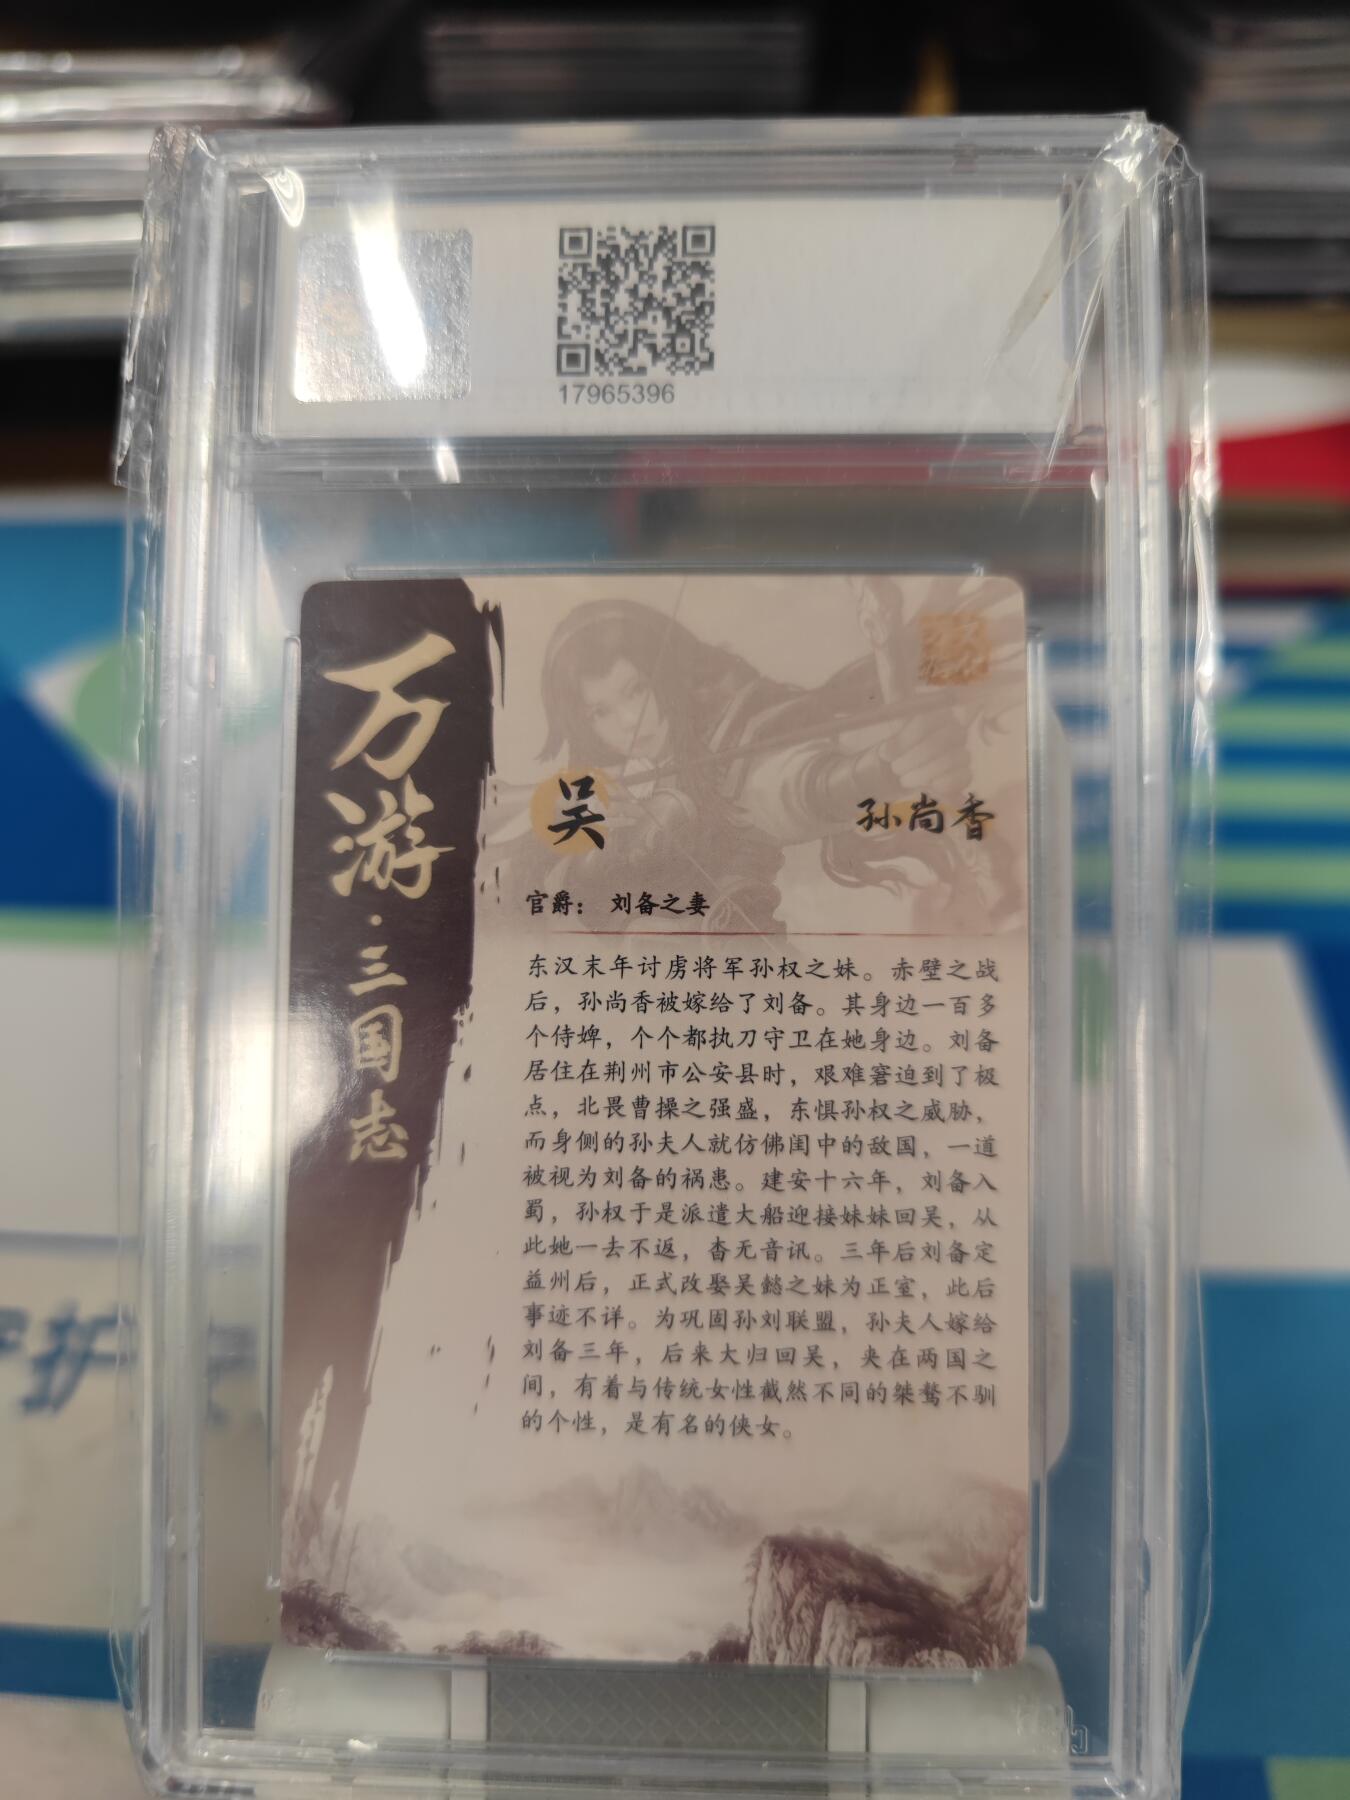 17965396
万游·三国志
吴
孙尚香
官爵： 刘备之妻
东汉末年讨虏将军孙权之妹。赤壁之战
后，孙尚香被嫁给了刘备。其身边一百多
个侍婢，个个都执刀守卫在她身边。刘备
居住在荆州市公安县时，艰难窘迫到了极
点，北畏曹操之强盛，东惧孙权之威胁，
而身侧的孙夫人就仿佛闺中的敌国，一道
被视为刘备的祸患。建安十六年，刘备入
蜀，孙权于是派遣大船迎接妹妹回吴，从
此她一去不返，杳无音讯。三年后刘备定
益州后，正式改娶吴懿之妹为正室，此后
事迹不详。为巩固孙刘联盟，孙夫人嫁给
刘备三年，后来大归回吴，夹在两国之
间，有着与传统女性截然不同的桀骜不驯
的个性，是有名的侠女。